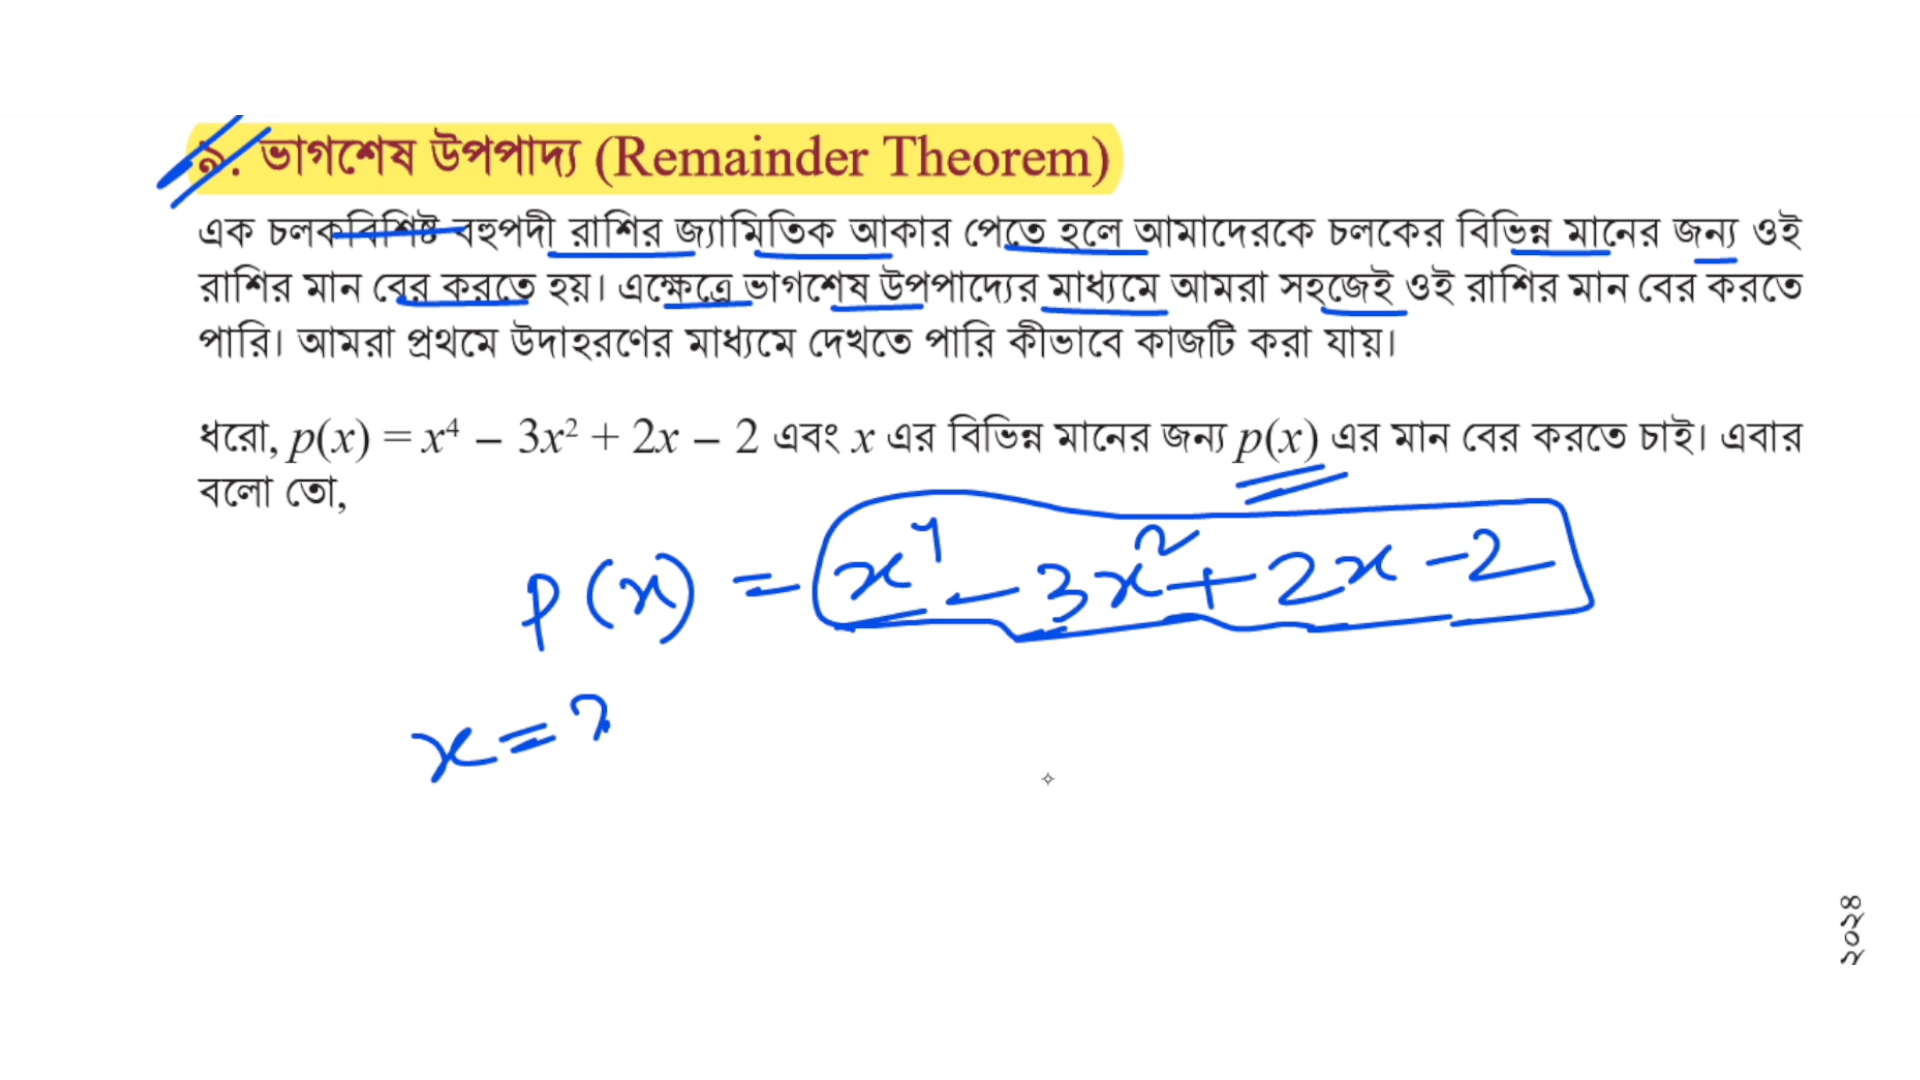 ৯. ভাগশেষ উপপাদ্য (Remainder Theorem)
এক চলকবিশিষ্ট বহুপদী রাশির জ্যামিতিক আকার পেতে হলে আমাদেরকে চলকের বিভিন্ন মানের জন্য ওই
রাশির মান বের করতে হয়। এক্ষেত্রে ভাগশেষ উপপাদ্যের মাধ্যমে আমরা সহজেই ওই রাশির মান বের করতে
পারি। আমরা প্রথমে উদাহরণের মাধ্যমে দেখতে পারি কীভাবে কাজটি করা যায়।
ধরো, p(x) = x⁴ – 3x² + 2x – 2 এবং x এর বিভিন্ন মানের জন্য p(x) এর মান বের করতে চাই। এবার
বলো তো,
P(x) = x⁴ - 3x² + 2x - 2
x = ?
২০২৪